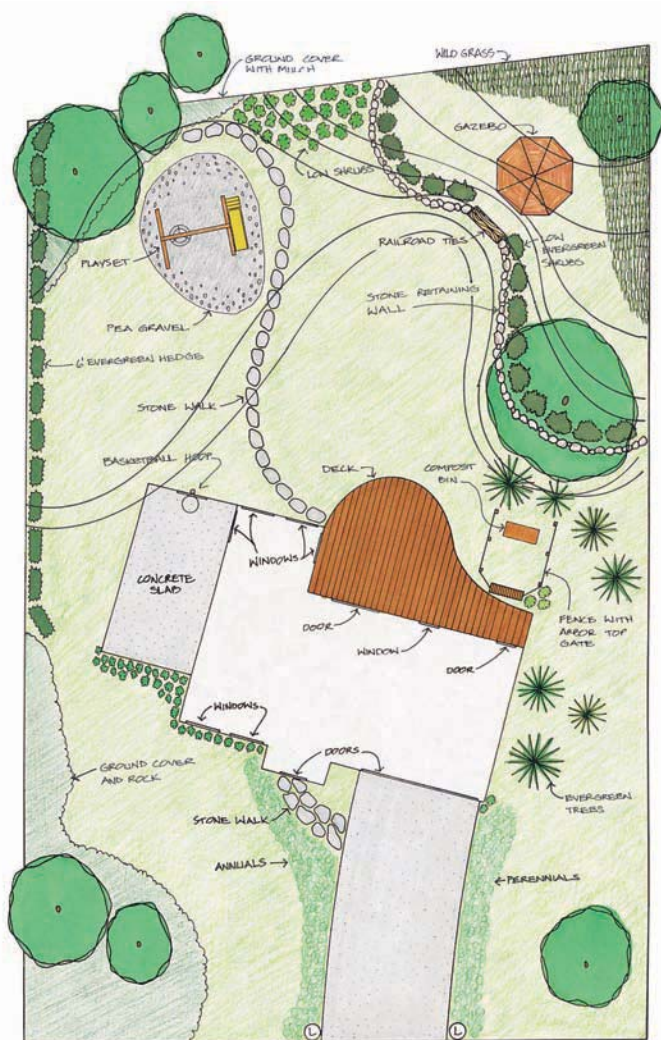 GROUND COVER
WITH MULCH
WILD GRASS
GAZEBO
LOW SHRUBS
RAILROAD TIES
LOW
EVERGREEN
SHRUBS
PLAYSET
STONE RETAINING
WALL
PEA GRAVEL
6' EVERGREEN HEDGE
STONE WALK
BASKETBALL HOOP
DECK
COMPOST
BIN
WINDOWS
CONCRETE
SLAB
DOOR
WINDOW
DOOR
FENCE WITH
ARBOR TOP
GATE
WINDOWS
DOORS
GROUND COVER
AND ROCK
STONE WALK
EVERGREEN
TREES
ANNUALS
PERENNIALS
L
L